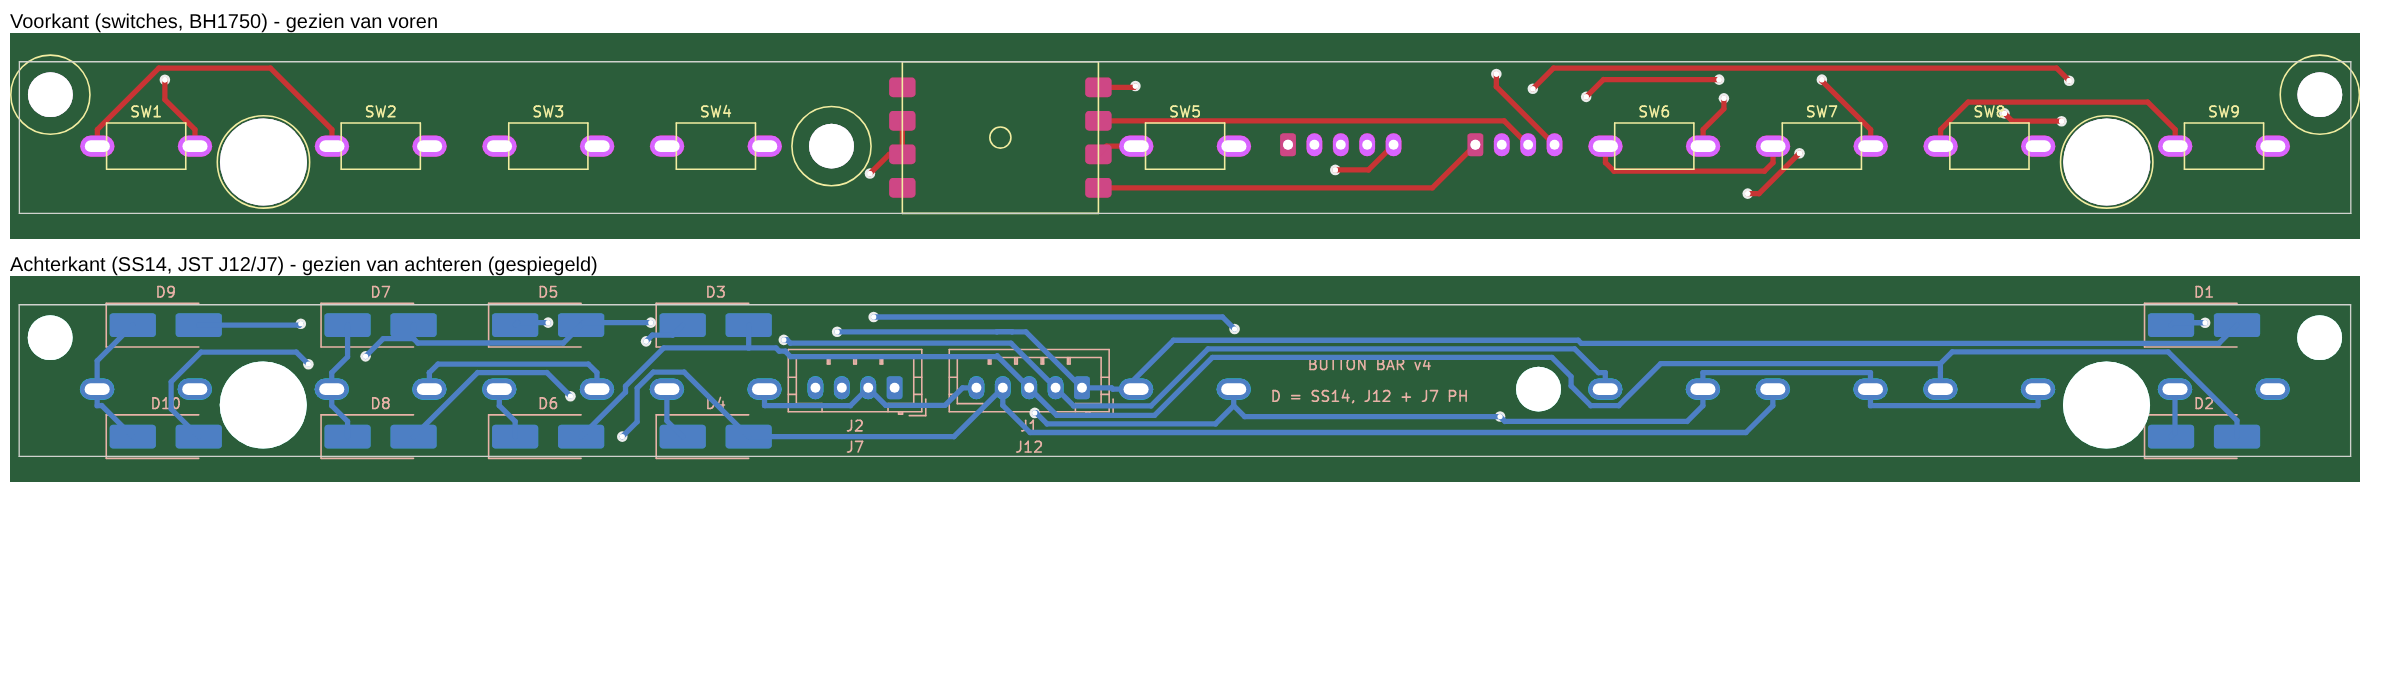 Voorkant (switches, BH1750) - gezien van voren
SW1 SW2 SW3 SW4 SW5 SW6 SW7 SW8 SW9
Achterkant (SS14, JST J12/J7) - gezien van achteren (gespiegeld)
D9 D7 D5 D3 D1
BUTTON BAR v4
D = SS14, J12 + J7 PH
D10 D8 D6 D4 D2
J2 J1
J7 J12